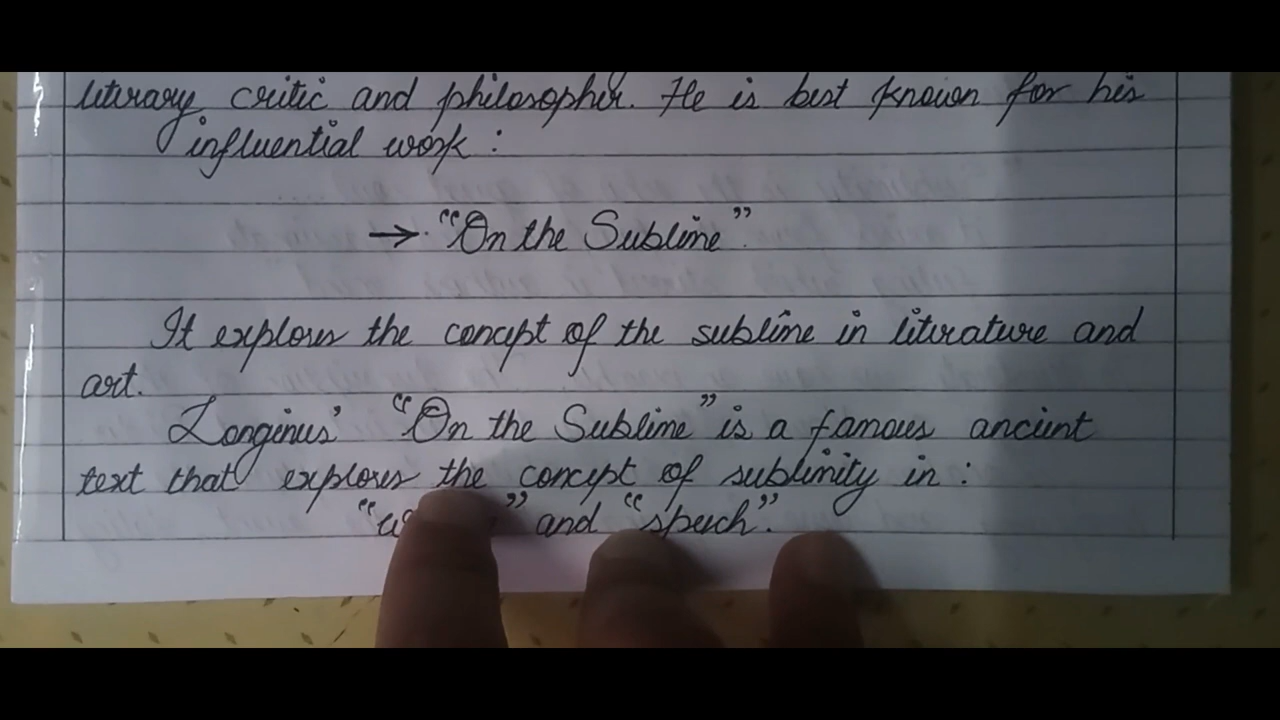 literary critic and philosopher. He is best known for his
influential work :
→ "On the Sublime"
It explores the concept of the sublime in literature and
art.
Longinus' "On the Sublime" is a famous ancient
text that explores the concept of sublimity in :
and "speech".